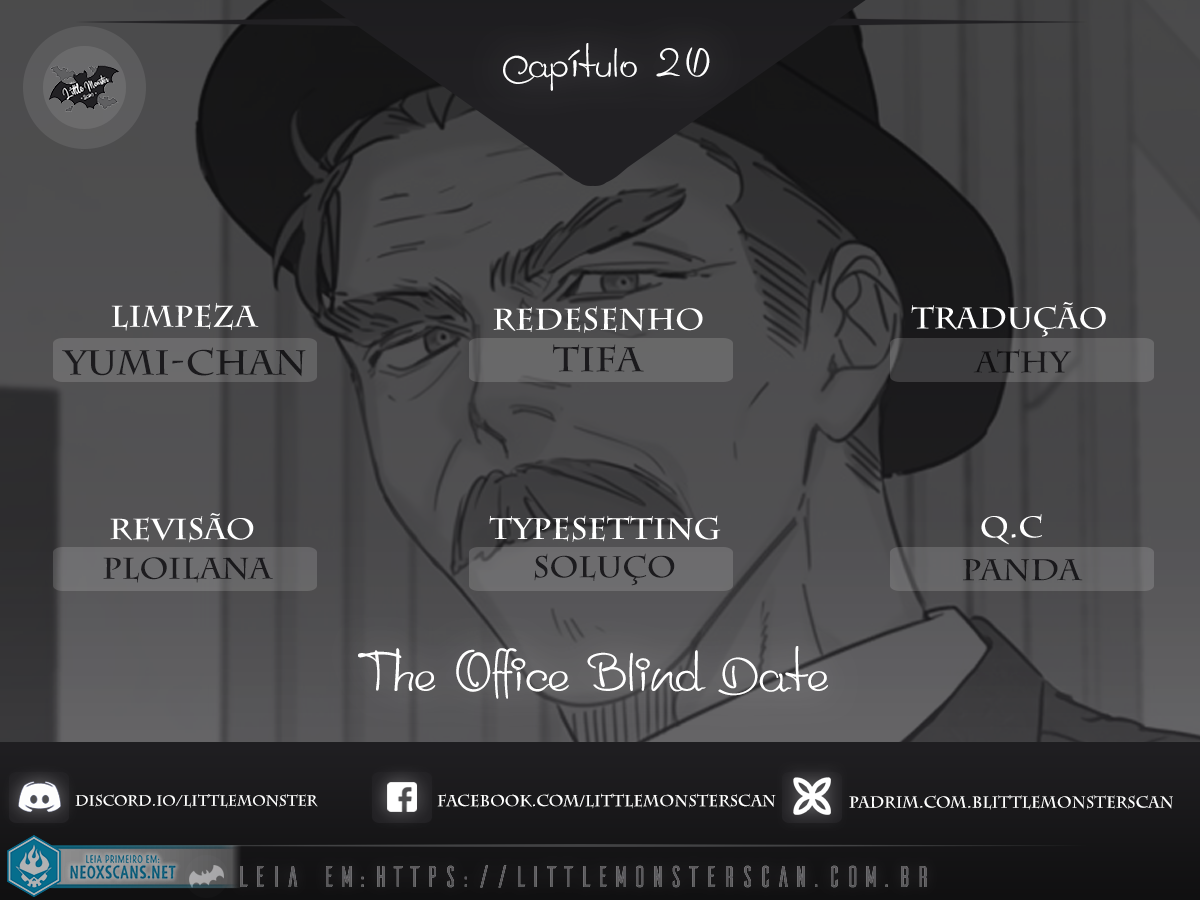 Capítulo 20
Little Monster
SCAN
LIMPEZA
YUMI-CHAN
REDESENHO
TIFA
TRADUÇÃO
ATHY
REVISÃO
PLOILANA
TYPESETTING
SOLUÇO
Q.C
PANDA
The Office Blind Date
DISCORD.IO/LITTLEMONSTER
FACEBOOK.COM/LITTLEMONSTERSCAN
PADRIM.COM.BLITTLEMONSTERSCAN
LEIA PRIMEIRO EM:
NEOXSCANS.NET
LEIA EM:HTTPS://LITTLEMONSTERSCAN.COM.BR